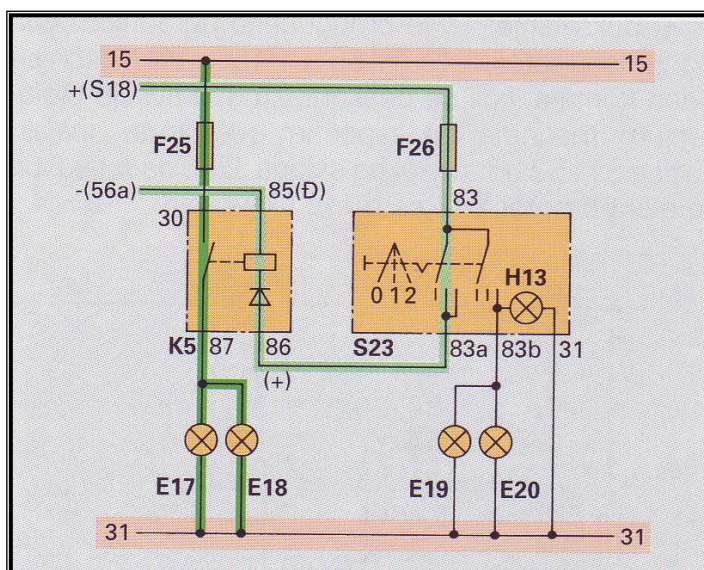 15 15
+(S18)
F25 F26
-(56a) 85(Đ) 83
30
H13
0 1 2
K5 87 86 S23 83a 83b 31
(+)
E17 E18 E19 E20
31 31